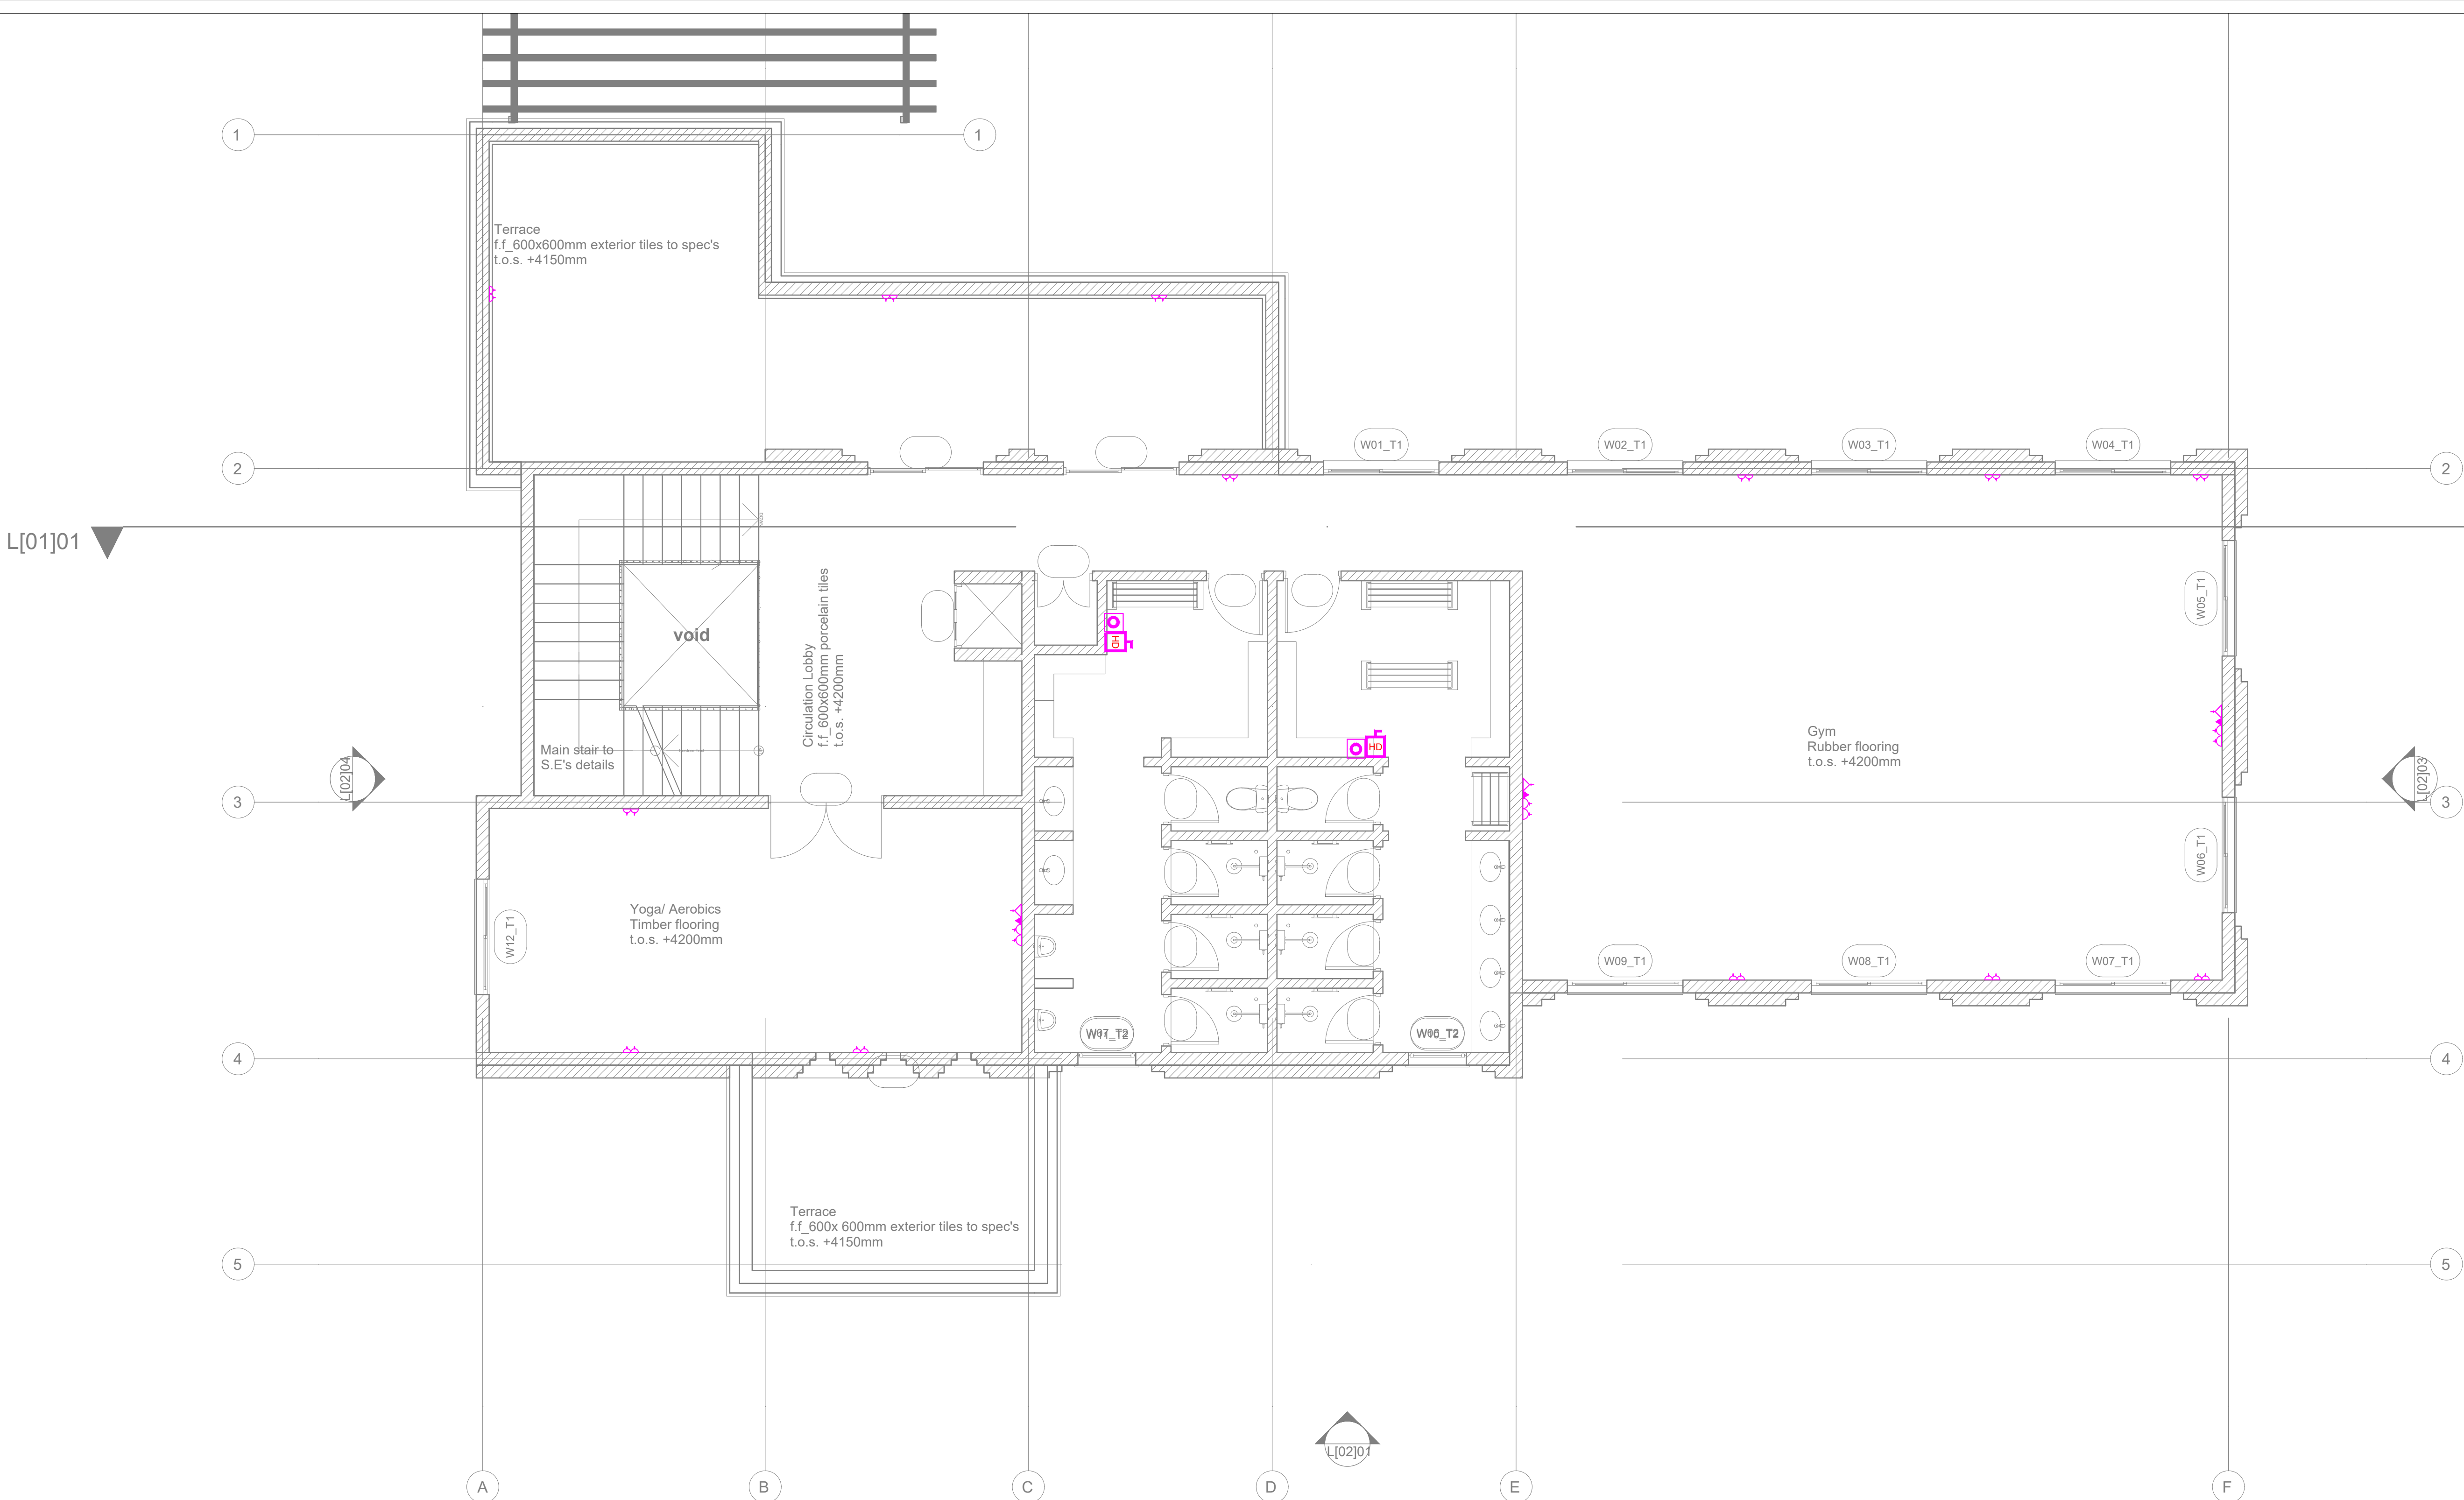 1
1
Terrace
f.f_600x600mm exterior tiles to spec's
t.o.s. +4150mm
W01_T1
W02_T1
W03_T1
W04_T1
2
2
L[01]01
W05_T1
void
Circulation Lobby
f.f_600x600mm porcelain tiles
t.o.s. +4200mm
HD
HD
Main stair to
S.E's details
Gym
Rubber flooring
t.o.s. +4200mm
L[02]04
L[02]03
3
3
W06_T1
Yoga/ Aerobics
Timber flooring
t.o.s. +4200mm
W12_T1
W09_T1
W08_T1
W07_T1
4
4
Terrace
f.f_600x 600mm exterior tiles to spec's
t.o.s. +4150mm
5
5
L[02]01
A
B
C
D
E
F